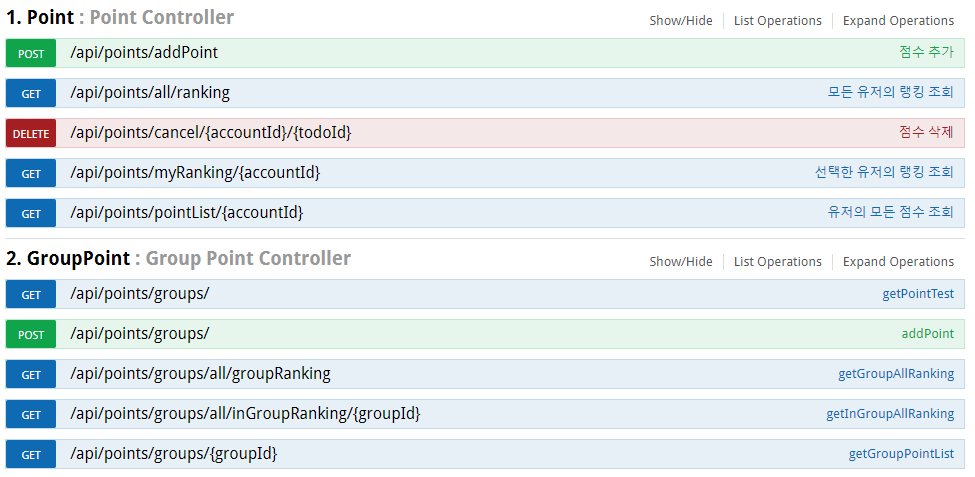 1. Point : Point Controller Show/Hide List Operations Expand Operations
POST /api/points/addPoint 점수 추가
GET /api/points/all/ranking 모든 유저의 랭킹 조회
DELETE /api/points/cancel/{accountId}/{todoId} 점수 삭제
GET /api/points/myRanking/{accountId} 선택한 유저의 랭킹 조회
GET /api/points/pointList/{accountId} 유저의 모든 점수 조회
2. GroupPoint : Group Point Controller Show/Hide List Operations Expand Operations
GET /api/points/groups/ getPointTest
POST /api/points/groups/ addPoint
GET /api/points/groups/all/groupRanking getGroupAllRanking
GET /api/points/groups/all/inGroupRanking/{groupId} getInGroupAllRanking
GET /api/points/groups/{groupId} getGroupPointList